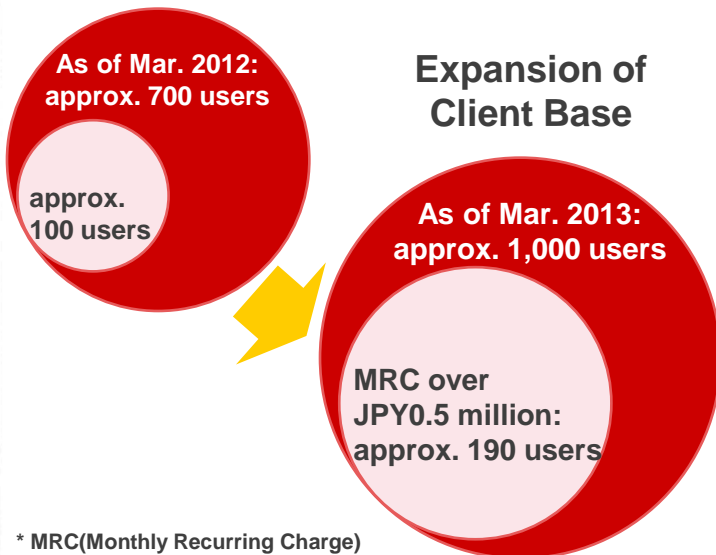 As of Mar. 2012:
approx. 700 users
approx.
100 users
Expansion of
Client Base
As of Mar. 2013:
approx. 1,000 users
MRC over
JPY0.5 million:
approx. 190 users
* MRC(Monthly Recurring Charge)